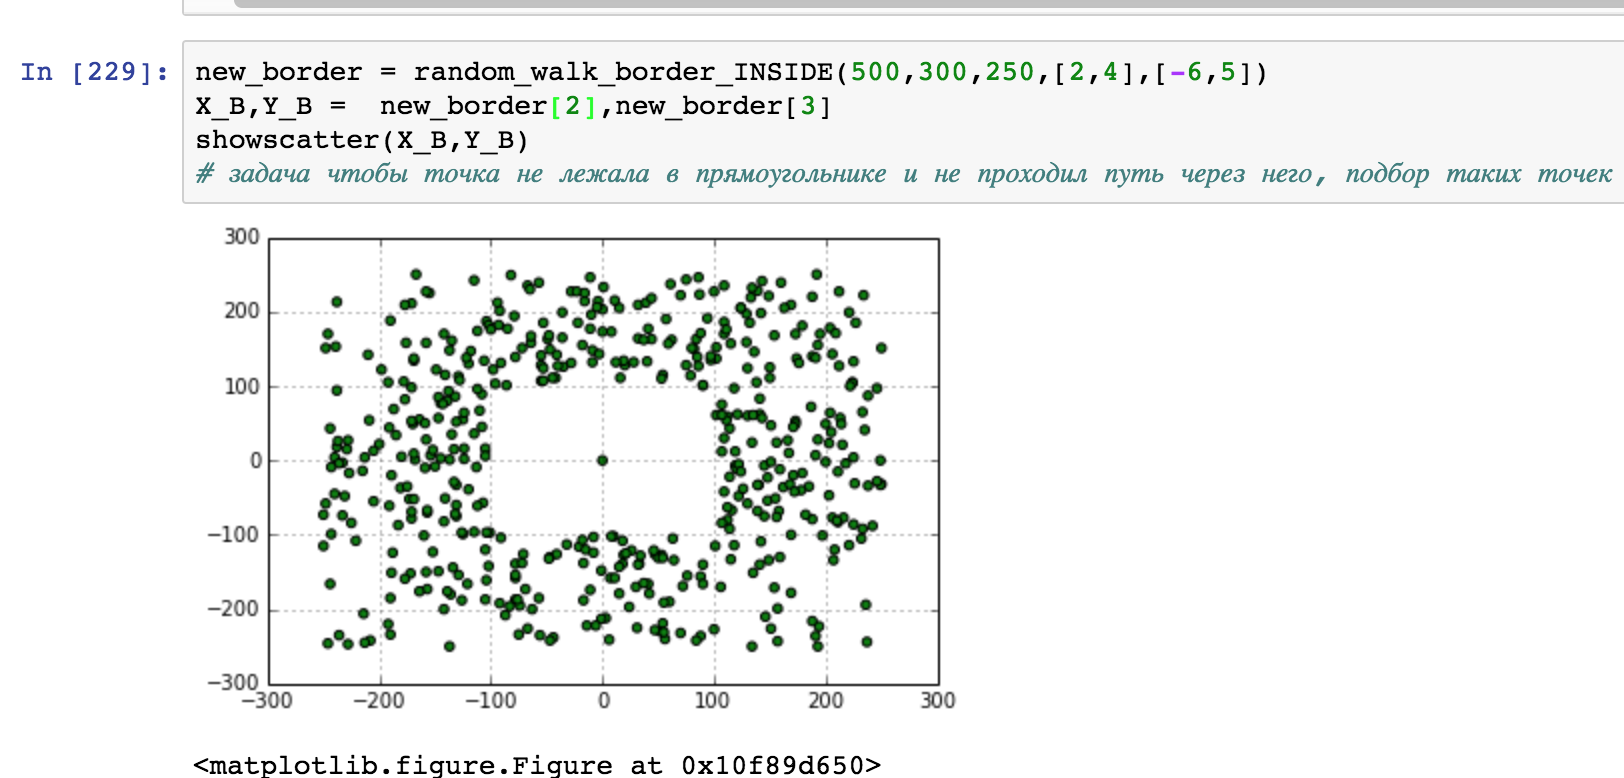 In [229]:
new_border = random_walk_border_INSIDE(500,300,250,[2,4],[-6,5])
X_B,Y_B =  new_border[2],new_border[3]
showscatter(X_B,Y_B)
# задача чтобы точка не лежала в прямоугольнике и не проходил путь через него, подбор таких точек
300
200
100
0
−100
−200
−300
−300 −200 −100 0 100 200 300
<matplotlib.figure.Figure at 0x10f89d650>